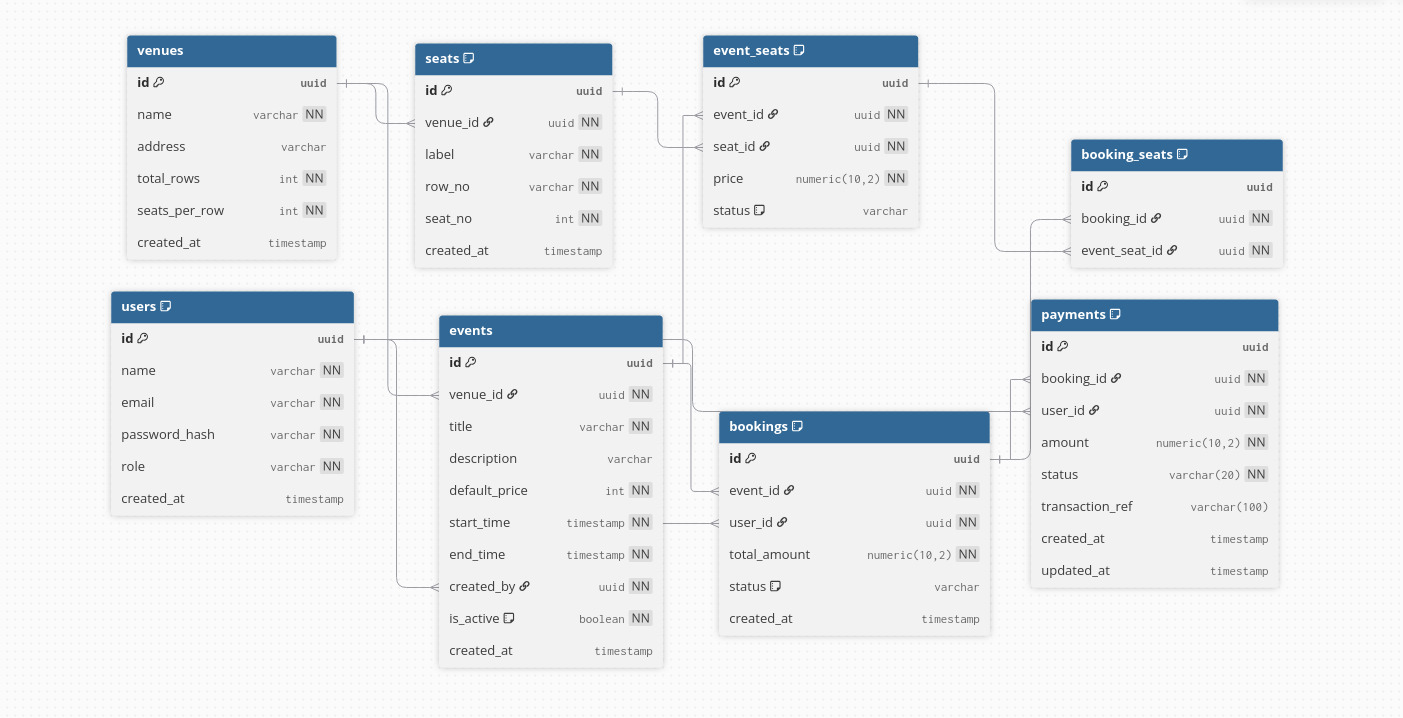 venues
id uuid
name varchar NN
address varchar
total_rows int NN
seats_per_row int NN
created_at timestamp
seats
id uuid
venue_id uuid NN
label varchar NN
row_no varchar NN
seat_no int NN
created_at timestamp
event_seats
id uuid
event_id uuid NN
seat_id uuid NN
price numeric(10,2) NN
status varchar
booking_seats
id uuid
booking_id uuid NN
event_seat_id uuid NN
users
id uuid
name varchar NN
email varchar NN
password_hash varchar NN
role varchar NN
created_at timestamp
events
id uuid
venue_id uuid NN
title varchar NN
description varchar
default_price int NN
start_time timestamp NN
end_time timestamp NN
created_by uuid NN
is_active boolean NN
created_at timestamp
bookings
id uuid
event_id uuid NN
user_id uuid NN
total_amount numeric(10,2) NN
status varchar
created_at timestamp
payments
id uuid
booking_id uuid NN
user_id uuid NN
amount numeric(10,2) NN
status varchar(20) NN
transaction_ref varchar(100)
created_at timestamp
updated_at timestamp